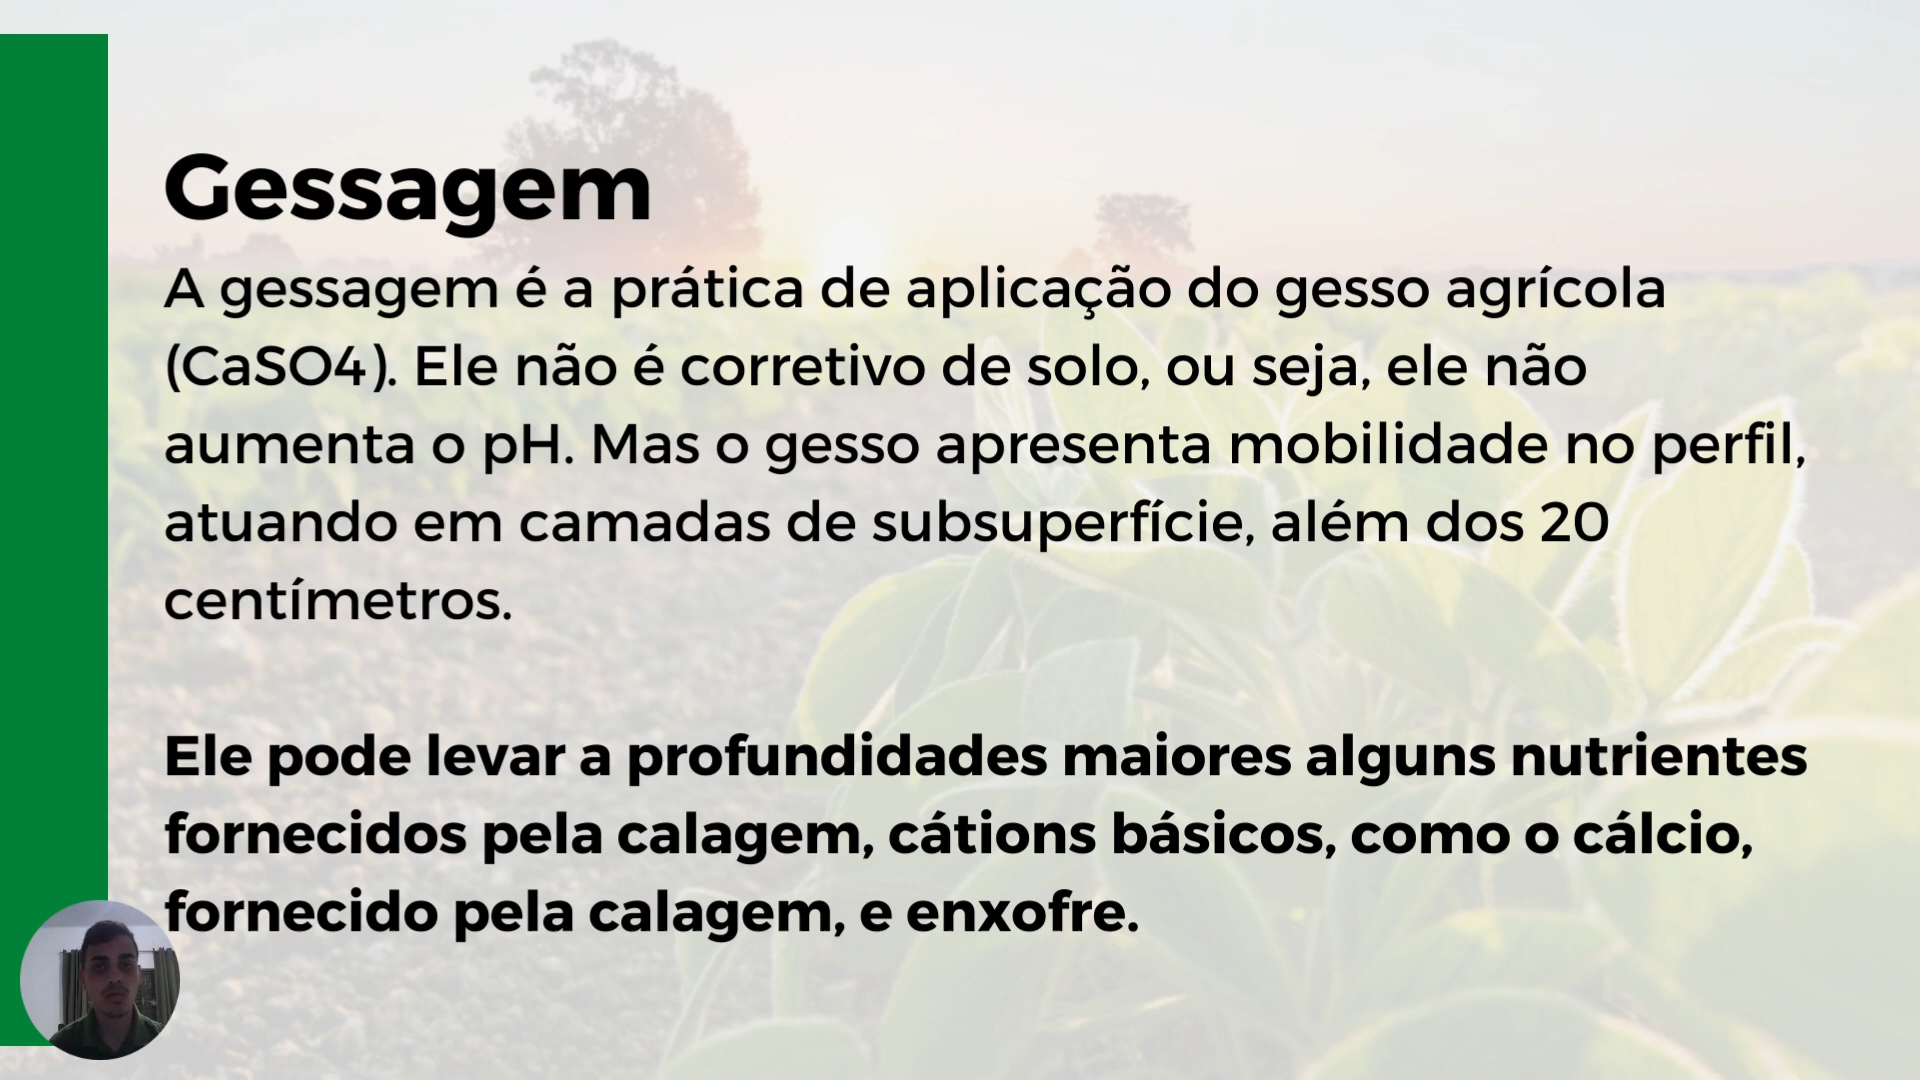 Gessagem
A gessagem é a prática de aplicação do gesso agrícola
(CaSO4). Ele não é corretivo de solo, ou seja, ele não
aumenta o pH. Mas o gesso apresenta mobilidade no perfil,
atuando em camadas de subsuperfície, além dos 20
centímetros.
Ele pode levar a profundidades maiores alguns nutrientes
fornecidos pela calagem, cátions básicos, como o cálcio,
fornecido pela calagem, e enxofre.